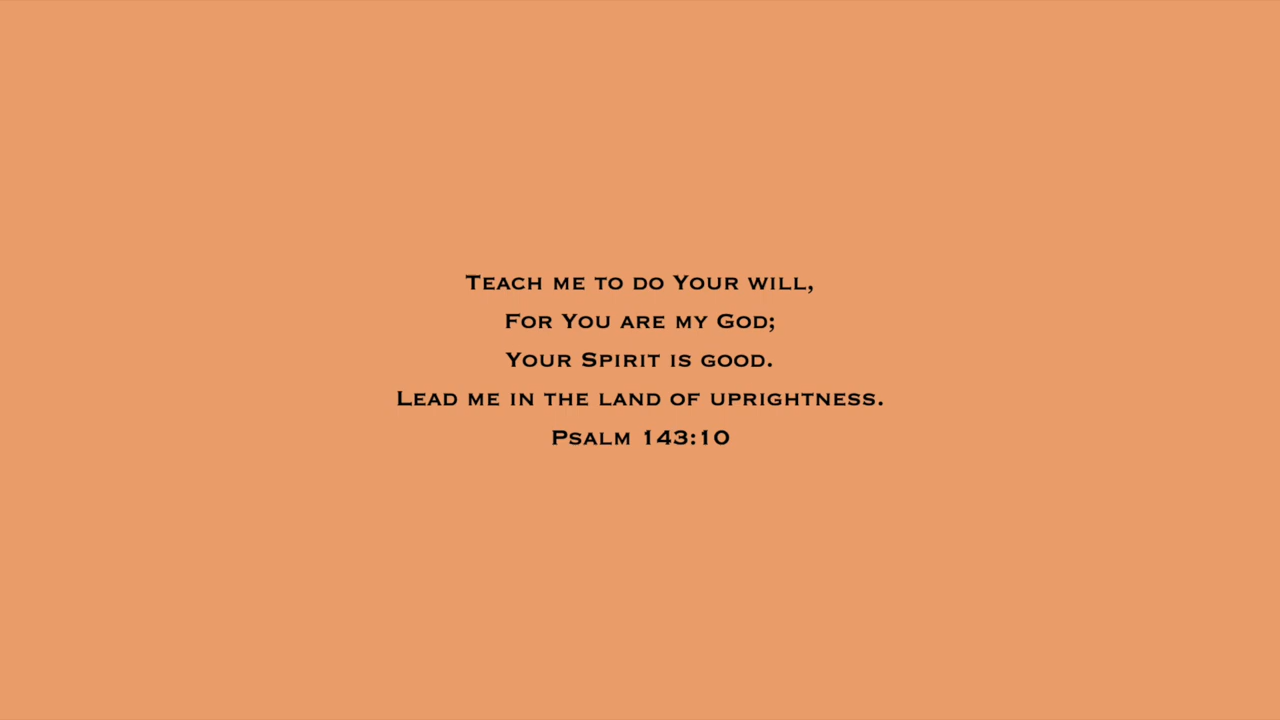 Teach me to do Your will,
For You are my God;
Your Spirit is good.
Lead me in the land of uprightness.
Psalm 143:10